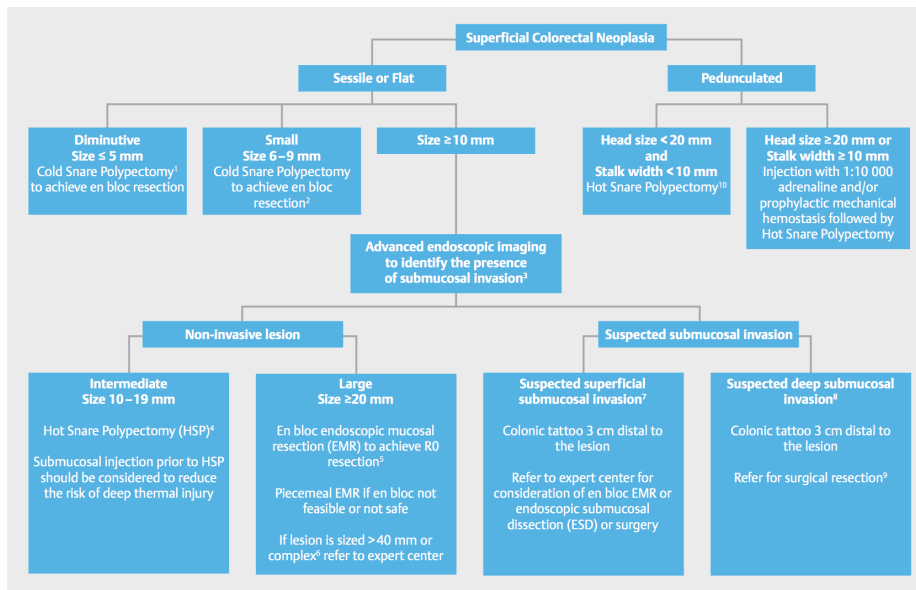 Superficial Colorectal Neoplasia
Sessile or Flat
Pedunculated
Diminutive
Size ≤ 5 mm
Cold Snare Polypectomy¹
to achieve en bloc resection
Small
Size 6–9 mm
Cold Snare Polypectomy
to achieve en bloc
resection²
Size ≥ 10 mm
Head size < 20 mm
and
Stalk width < 10 mm
Hot Snare Polypectomy¹⁰
Head size ≥ 20 mm or
Stalk width ≥ 10 mm
Injection with 1:10 000
adrenaline and/or
prophylactic mechanical
hemostasis followed by
Hot Snare Polypectomy
Advanced endoscopic imaging
to identify the presence
of submucosal invasion³
Non-invasive lesion
Suspected submucosal invasion
Intermediate
Size 10–19 mm
Hot Snare Polypectomy (HSP)⁴
Submucosal injection prior to HSP
should be considered to reduce
the risk of deep thermal injury
Large
Size ≥20 mm
En bloc endoscopic mucosal
resection (EMR) to achieve R0
resection⁵
Piecemeal EMR if en bloc not
feasible or not safe
If lesion is sized > 40 mm or
complex⁶ refer to expert center
Suspected superficial
submucosal invasion⁷
Colonic tattoo 3 cm distal to
the lesion
Refer to expert center for
consideration of en bloc EMR or
endoscopic submucosal
dissection (ESD) or surgery
Suspected deep submucosal
invasion⁸
Colonic tattoo 3 cm distal to
the lesion
Refer for surgical resection⁹